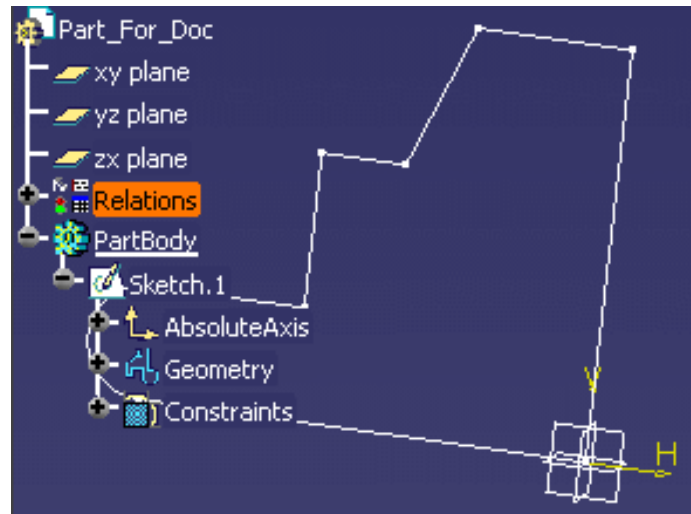 Part_For_Doc
xy plane
yz plane
zx plane
Relations
PartBody
Sketch.1
AbsoluteAxis
Geometry
Constraints
V
H